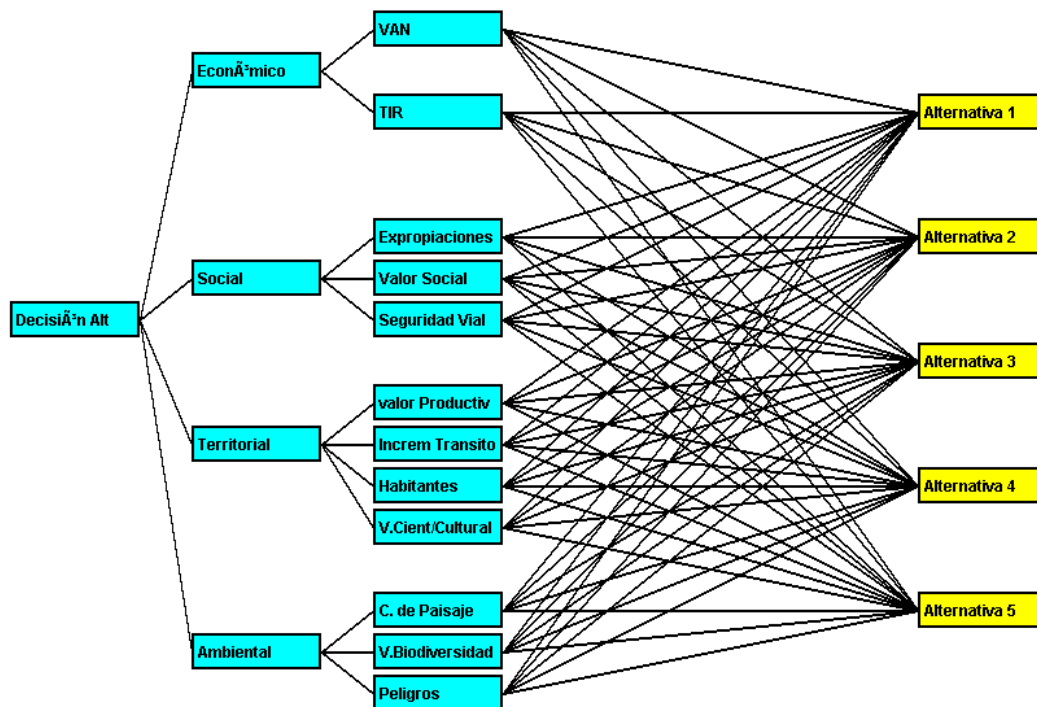 DecisiÃ³n Alt
EconÃ³mico
Social
Territorial
Ambiental
VAN
TIR
Expropiaciones
Valor Social
Seguridad Vial
valor Productiv
Increm Transito
Habitantes
V.Cient/Cultural
C. de Paisaje
V.Biodiversidad
Peligros
Alternativa 1
Alternativa 2
Alternativa 3
Alternativa 4
Alternativa 5